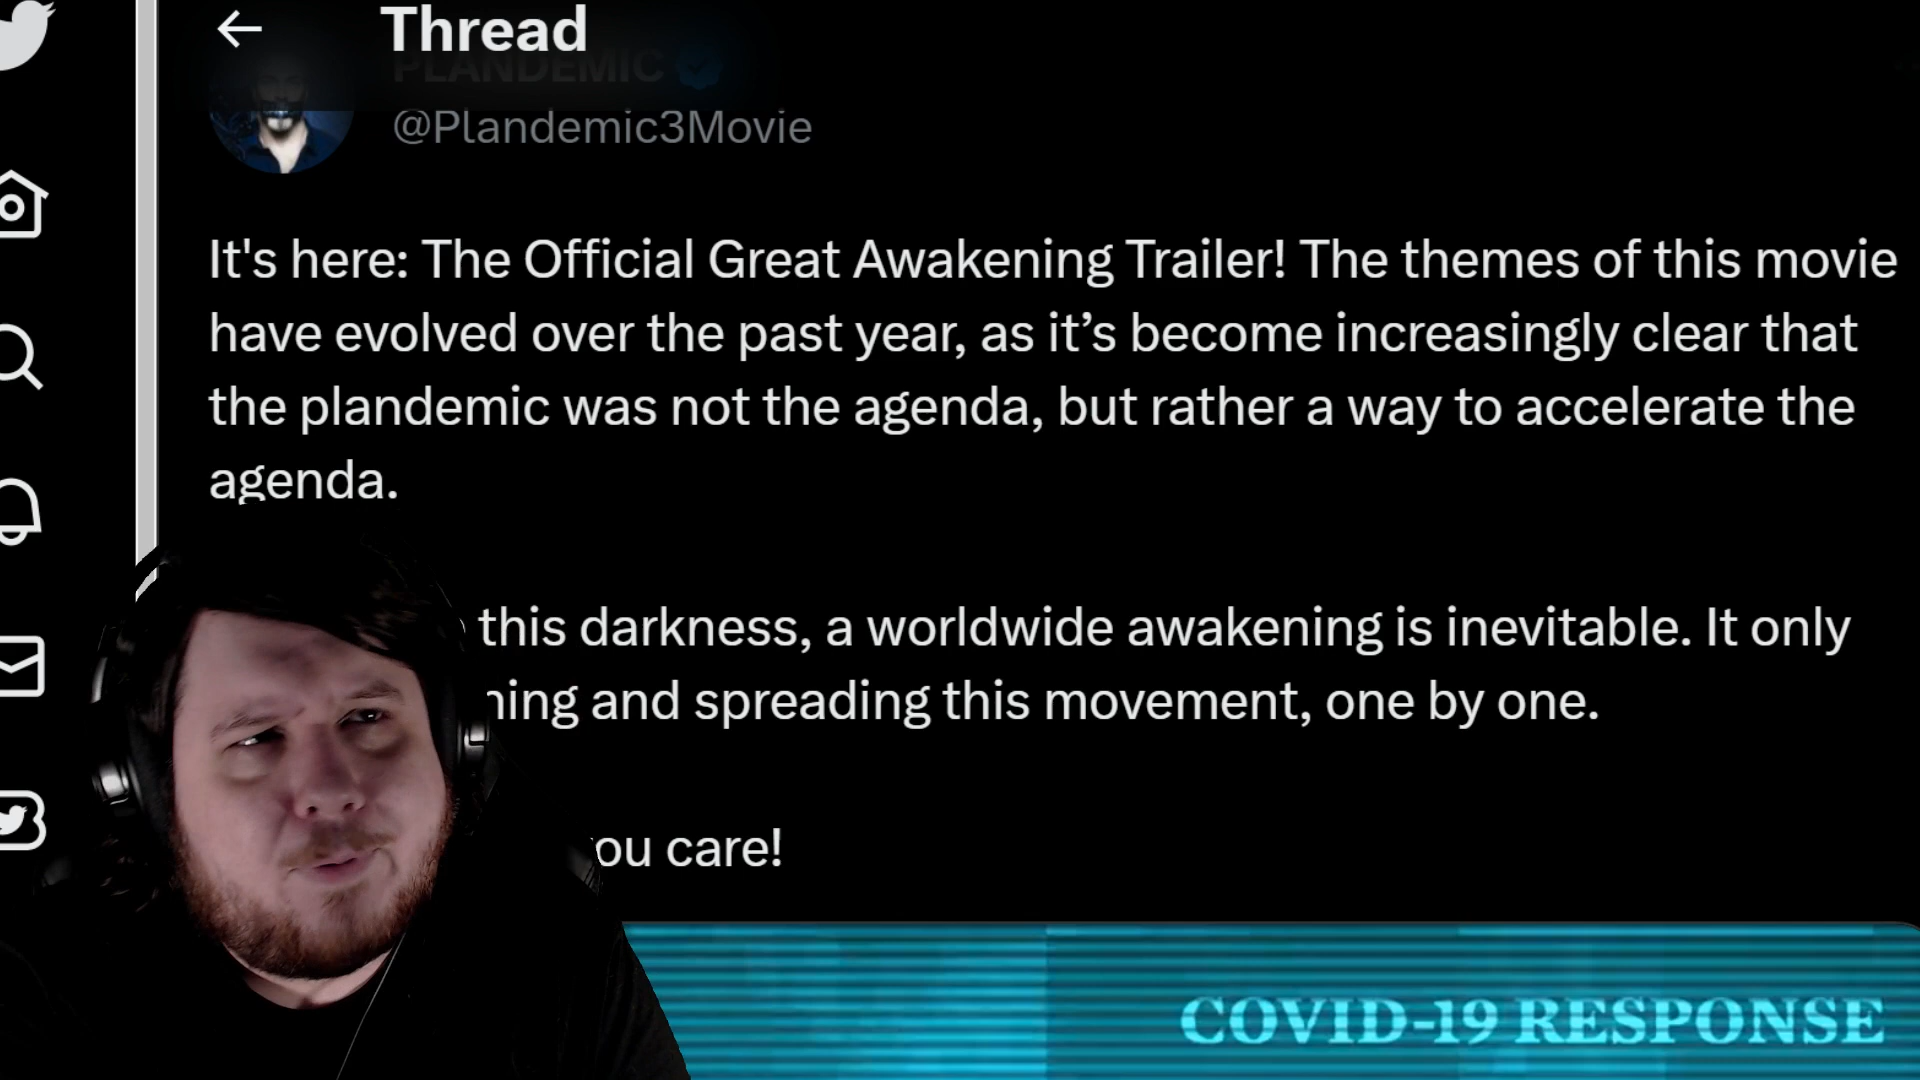 Thread
PLANDEMIC
@Plandemic3Movie
It's here: The Official Great Awakening Trailer! The themes of this movie
have evolved over the past year, as it’s become increasingly clear that
the plandemic was not the agenda, but rather a way to accelerate the
agenda.
this darkness, a worldwide awakening is inevitable. It only
and spreading this movement, one by one.
care!
COVID-19 RESPONSE